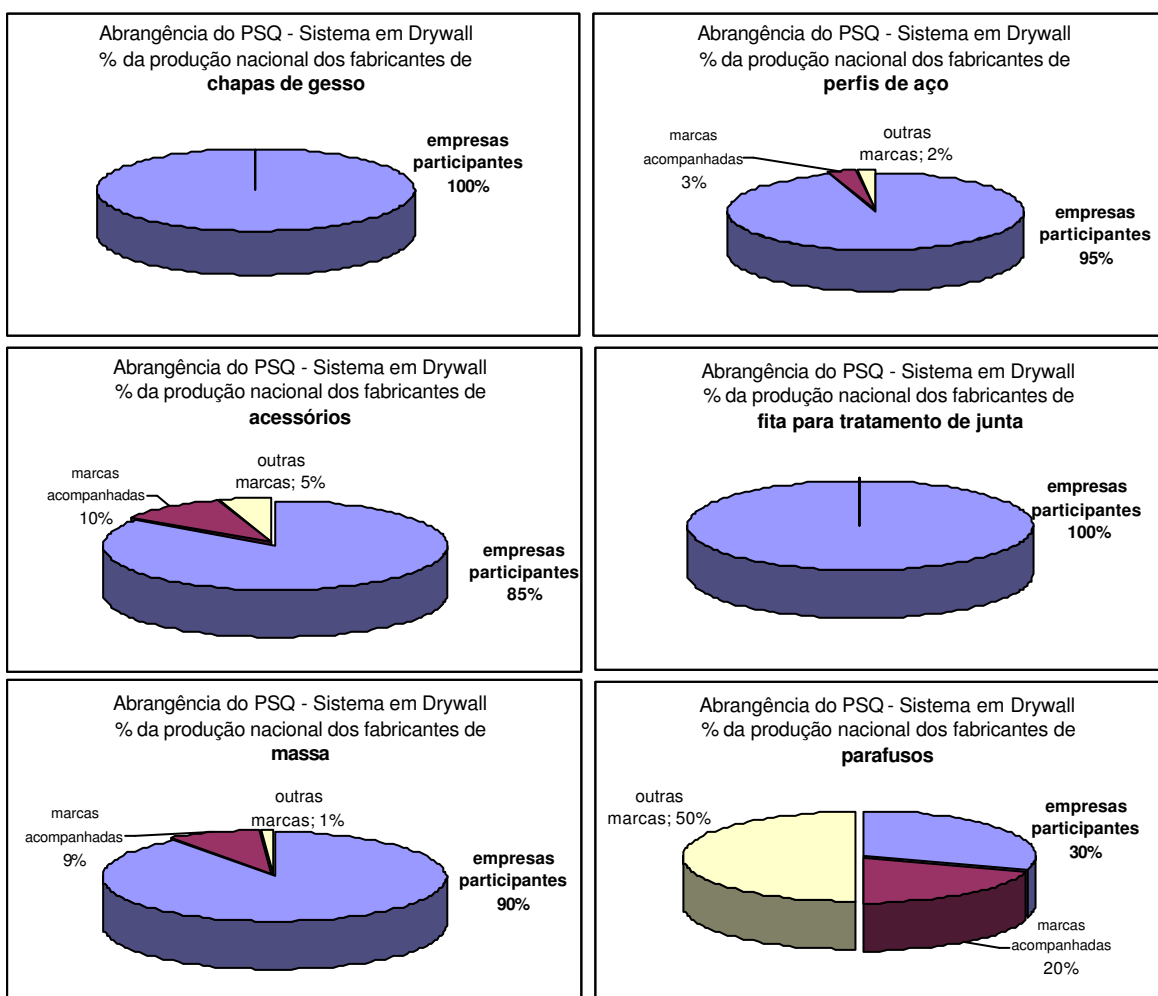 Abrangência do PSQ - Sistema em Drywall
% da produção nacional dos fabricantes de
chapas de gesso
empresas
participantes
100%
Abrangência do PSQ - Sistema em Drywall
% da produção nacional dos fabricantes de
perfis de aço
marcas
acompanhadas
3%
outras
marcas; 2%
empresas
participantes
95%
Abrangência do PSQ - Sistema em Drywall
% da produção nacional dos fabricantes de
acessórios
marcas
acompanhadas
10%
outras
marcas; 5%
empresas
participantes
85%
Abrangência do PSQ - Sistema em Drywall
% da produção nacional dos fabricantes de
fita para tratamento de junta
empresas
participantes
100%
Abrangência do PSQ - Sistema em Drywall
% da produção nacional dos fabricantes de
massa
marcas
acompanhadas
9%
outras
marcas; 1%
empresas
participantes
90%
Abrangência do PSQ - Sistema em Drywall
% da produção nacional dos fabricantes de
parafusos
outras
marcas; 50%
empresas
participantes
30%
marcas
acompanhadas
20%